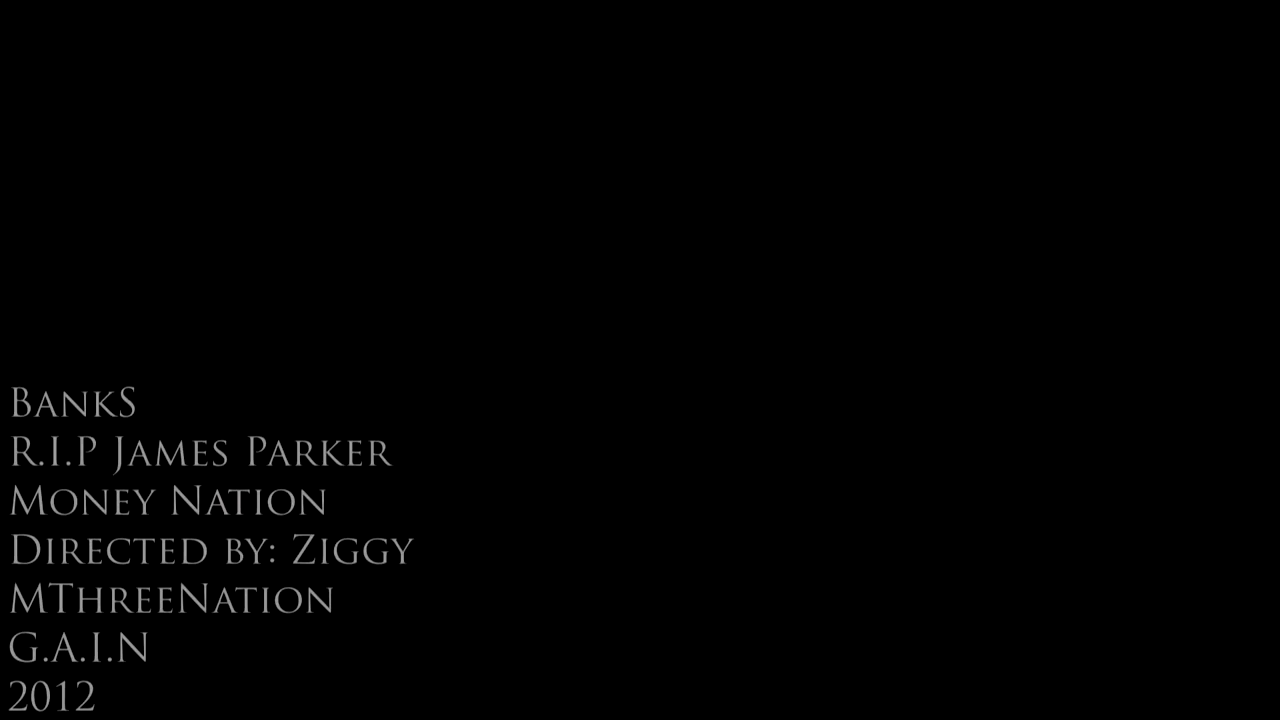 BankS
R.I.P James Parker
Money Nation
Directed by: Ziggy
MThreeNation
G.A.I.N
2012